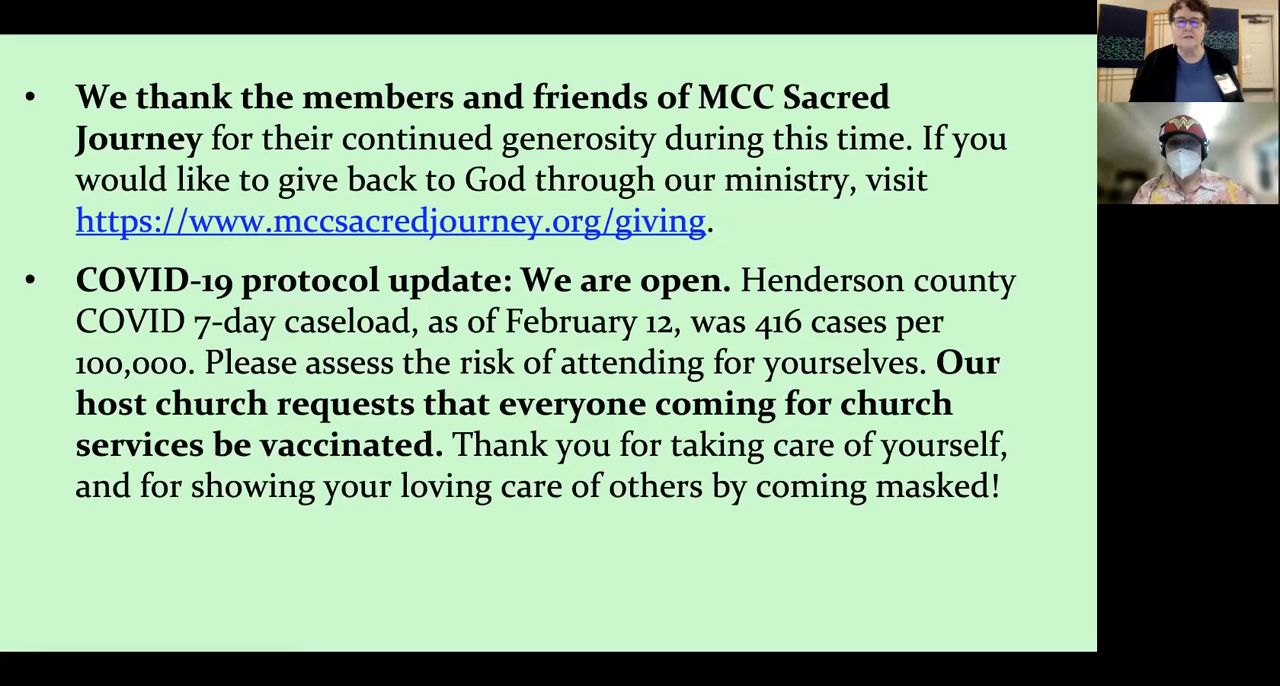 • We thank the members and friends of MCC Sacred
Journey for their continued generosity during this time. If you
would like to give back to God through our ministry, visit
https://www.mccsacredjourney.org/giving.
• COVID-19 protocol update: We are open. Henderson county
COVID 7-day caseload, as of February 12, was 416 cases per
100,000. Please assess the risk of attending for yourselves. Our
host church requests that everyone coming for church
services be vaccinated. Thank you for taking care of yourself,
and for showing your loving care of others by coming masked!